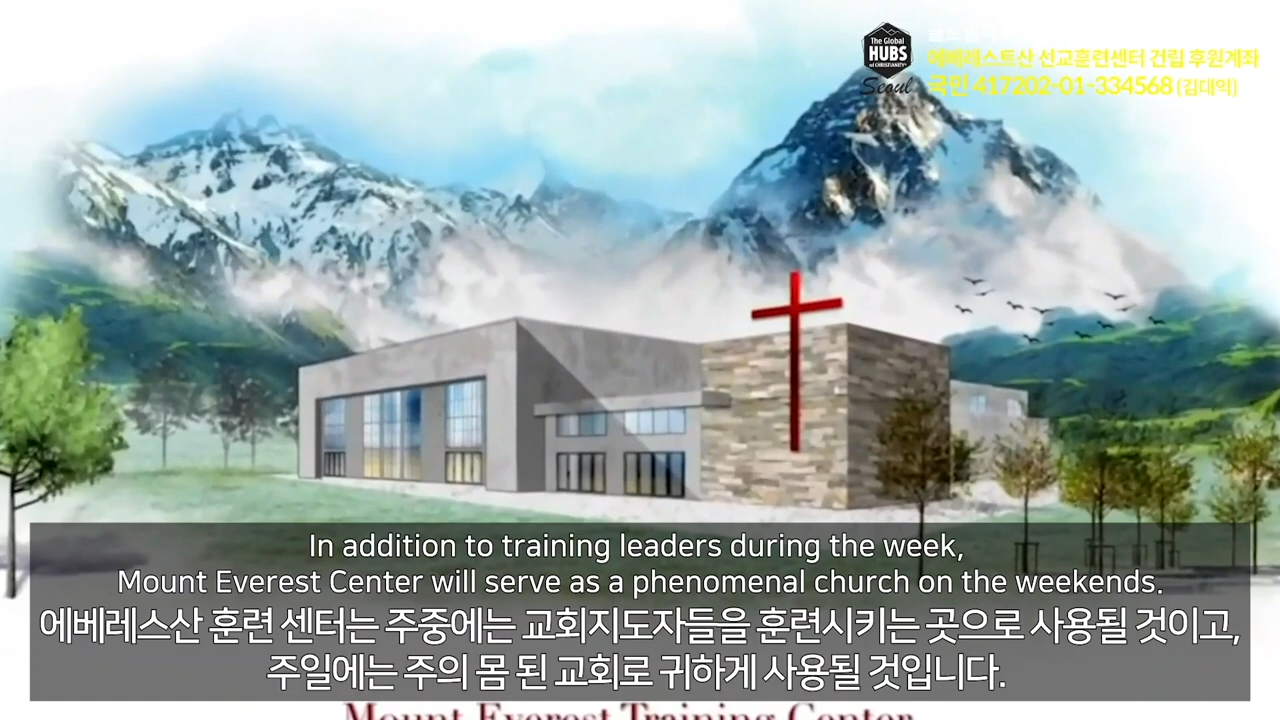 The Global
HUBS
of CHRISTIANITY
Seoul
에베레스트산 선교훈련센터 건립 후원계좌
국민 417202-01-334568 (김대억)
In addition to training leaders during the week,
Mount Everest Center will serve as a phenomenal church on the weekends.
에베레스산 훈련 센터는 주중에는 교회지도자들을 훈련시키는 곳으로 사용될 것이고,
주일에는 주의 몸 된 교회로 귀하게 사용될 것입니다.
Mount Everest Training Center